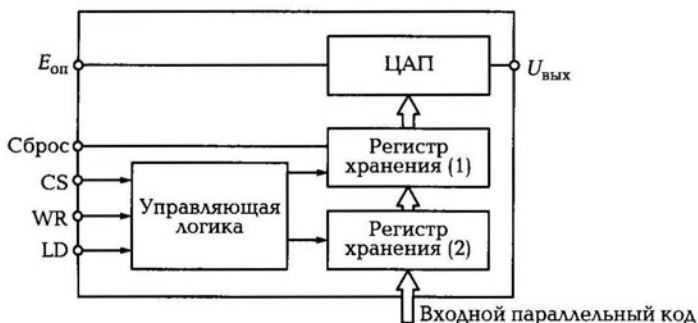 Eоп
ЦАП
Uвых
Сброс
Регистр
хранения (1)
CS
WR
LD
Управляющая
логика
Регистр
хранения (2)
Входной параллельный код